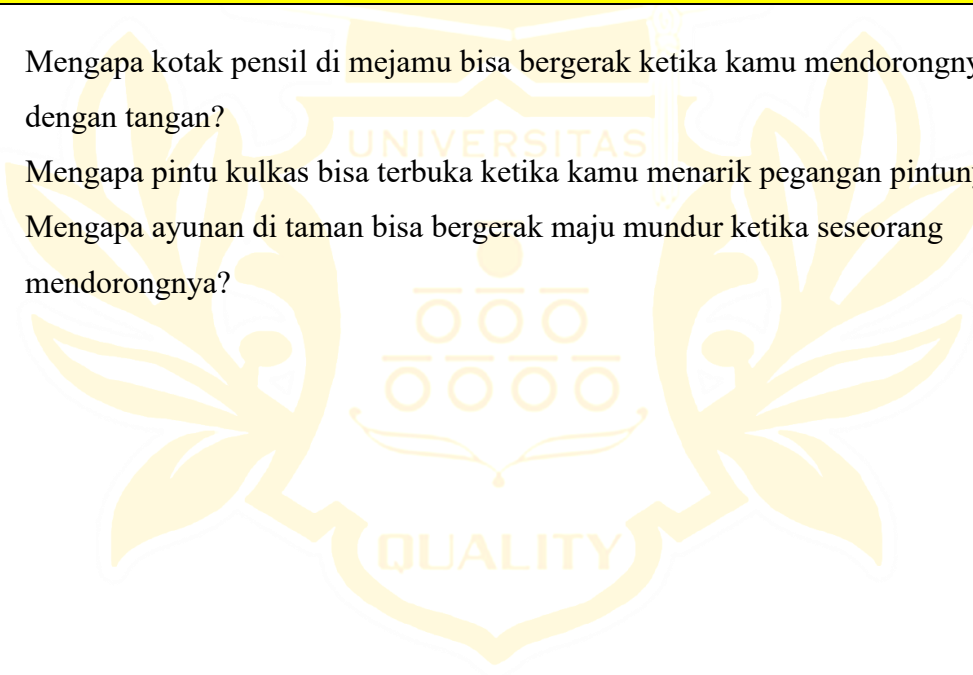 Mengapa kotak pensil di mejamu bisa bergerak ketika kamu mendorongny
dengan tangan?
UNIVERSITAS
Mengapa pintu kulkas bisa terbuka ketika kamu menarik pegangan pintun
Mengapa ayunan di taman bisa bergerak maju mundur ketika seseorang
mendorongnya?
QUALITY